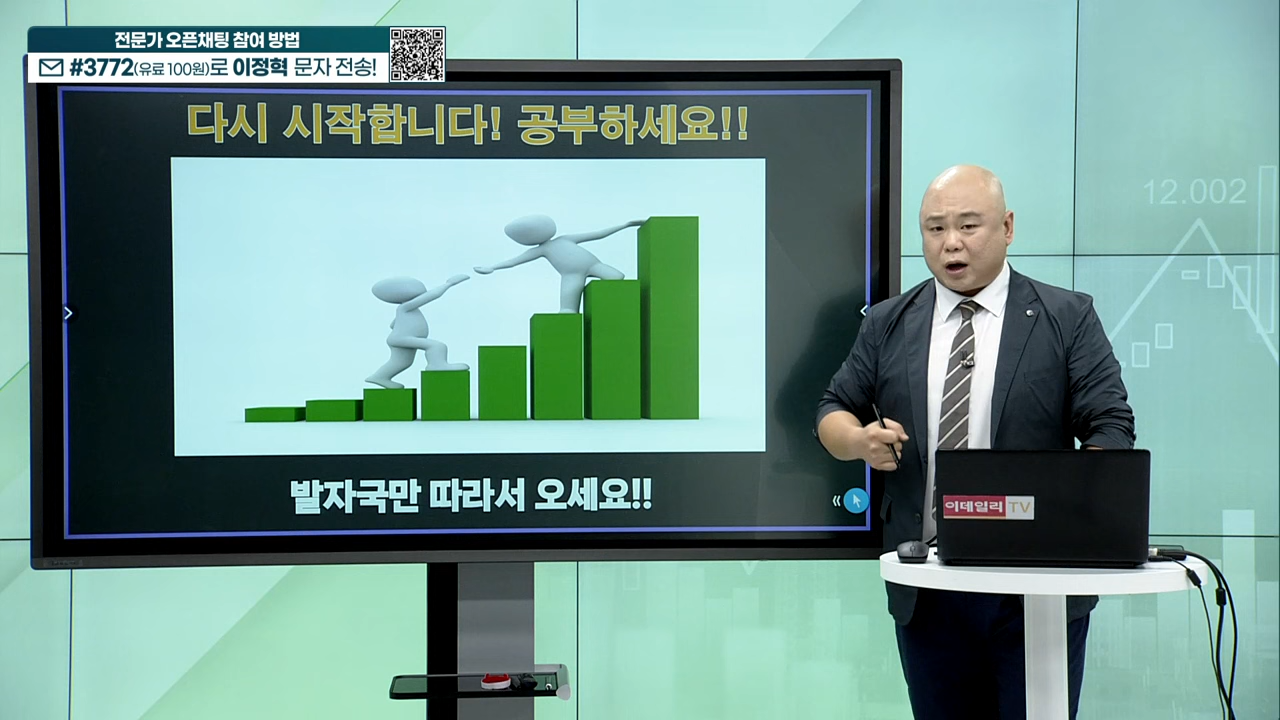 전문가 오픈채팅 참여 방법
#3772(유료 100원)로 이정혁 문자 전송!
다시 시작합니다! 공부하세요!!
12.002
발자국만 따라서 오세요!!
이데일리 TV